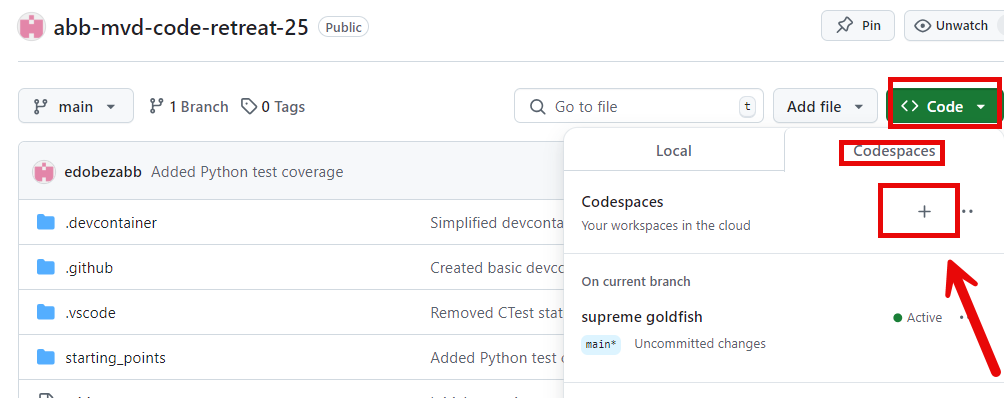 abb-mvd-code-retreat-25 Public Pin Unwatch
main 1 Branch 0 Tags Go to file t Add file <> Code
Local Codespaces
edobezabb Added Python test coverage
Codespaces
+
Your workspaces in the cloud
.devcontainer Simplified devconta
.github Created basic devco
On current branch
.vscode Removed CTest stat
supreme goldfish Active
main* Uncommitted changes
starting_points Added Python test co